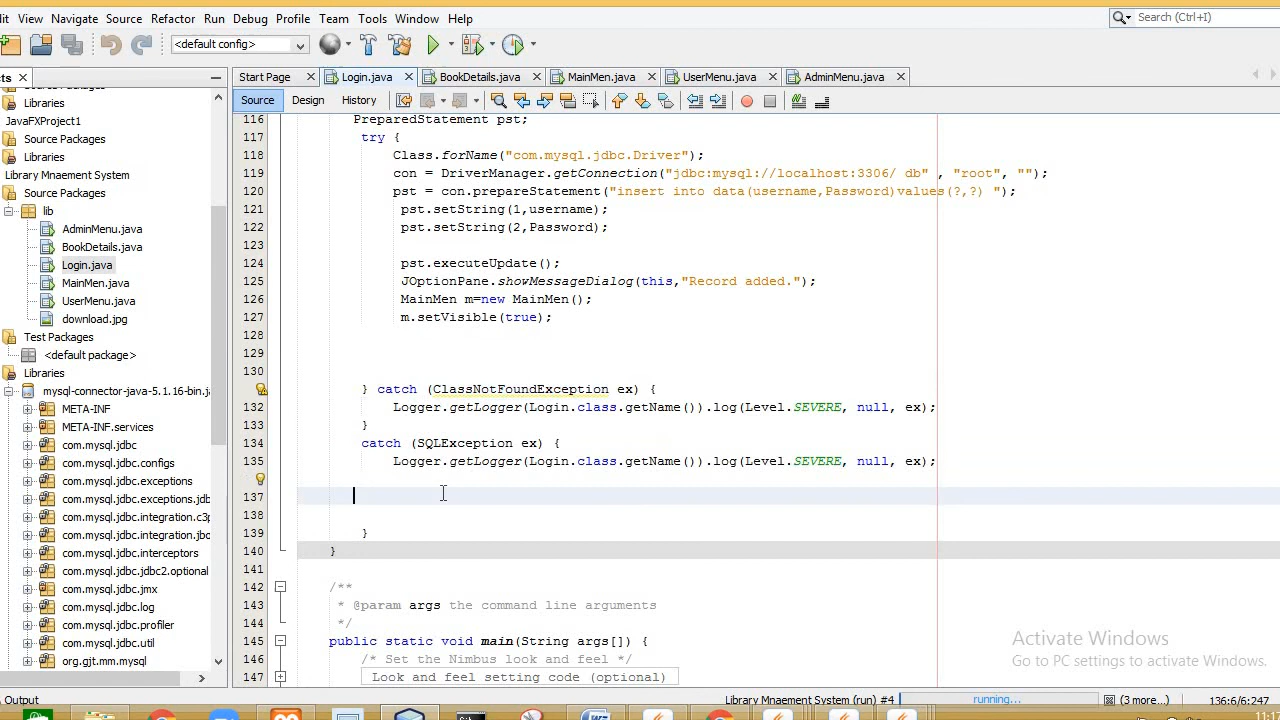 it View Navigate Source Refactor Run Debug Profile Team Tools Window Help
Search (Ctrl+I)
<default config>
ts
Start Page
Login.java
BookDetails.java
MainMen.java
UserMenu.java
AdminMenu.java
Source Design History
Libraries
JavaFXProject1
Source Packages
Libraries
Library Mnaement System
Source Packages
lib
AdminMenu.java
BookDetails.java
Login.java
MainMen.java
UserMenu.java
download.jpg
Test Packages
<default package>
Libraries
mysql-connector-java-5.1.16-bin.j
META-INF
META-INF.services
com.mysql.jdbc
com.mysql.jdbc.configs
com.mysql.jdbc.exceptions
com.mysql.jdbc.exceptions.jdb
com.mysql.jdbc.integration.c3p
com.mysql.jdbc.integration.jbo
com.mysql.jdbc.interceptors
com.mysql.jdbc.jdbc2.optional
com.mysql.jdbc.jmx
com.mysql.jdbc.log
com.mysql.jdbc.profiler
com.mysql.jdbc.util
org.gjt.mm.mysql
116 PreparedStatement pst;
117 try {
118 Class.forName("com.mysql.jdbc.Driver");
119 con = DriverManager.getConnection("jdbc:mysql://localhost:3306/ db" , "root", "");
120 pst = con.prepareStatement("insert into data(username,Password)values(?,?) ");
121 pst.setString(1,username);
122 pst.setString(2,Password);
123
124 pst.executeUpdate();
125 JOptionPane.showMessageDialog(this,"Record added.");
126 MainMen m=new MainMen();
127 m.setVisible(true);
128
129
130
} catch (ClassNotFoundException ex) {
132 Logger.getLogger(Login.class.getName()).log(Level.SEVERE, null, ex);
133 }
134 catch (SQLException ex) {
135 Logger.getLogger(Login.class.getName()).log(Level.SEVERE, null, ex);
137
138
139 }
140 }
141
142 /**
143 * @param args the command line arguments
144 */
145 public static void main(String args[]) {
146 /* Set the Nimbus look and feel */
147 Look and feel setting code (optional)
Activate Windows
Go to PC settings to activate Windows.
Output
Library Mnaement System (run) #4
running...
(3 more...)
136:6/6:247